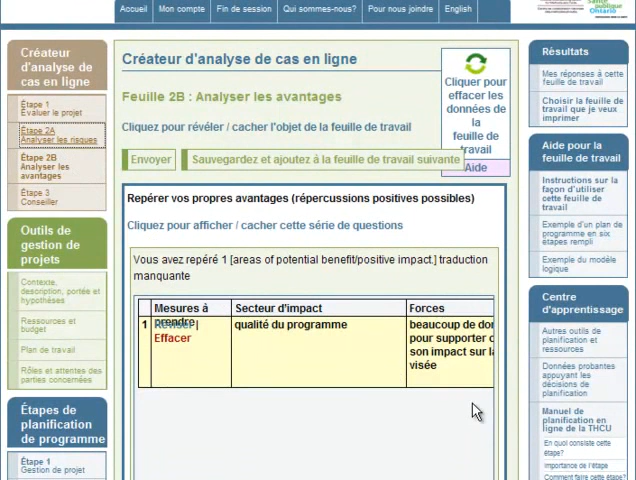 Accueil
Mon compte
Fin de session
Qui sommes-nous?
Pour nous joindre
English
santé
publique
Ontario
Créateur
d'analyse de
cas en ligne
Étape 1
Évaluer le projet
Étape 2A
Analyser les risques
Étape 2B
Analyser les
avantages
Étape 3
Conseiller
Outils de
gestion de
projets
Contexte,
description, portée et
hypothèses
Ressources et
budget
Plan de travail
Rôles et attentes des
parties concernées
Étapes de
planification
de programme
Étape 1
Gestion de projet
Créateur d'analyse de cas en ligne
Feuille 2B : Analyser les avantages
Cliquez pour révéler / cacher l'objet de la feuille de travail
Cliquer pour
effacer les
données de
la
feuille de
travail
Aide
Envoyer
Sauvegardez et ajoutez à la feuille de travail suivante
Repérer vos propres avantages (répercussions positives possibles)
Cliquez pour afficher / cacher cette série de questions
Vous avez repéré 1 [areas of potential benefit/positive impact.] traduction
manquante
Mesures à
prendre
Secteur d'impact
Forces
1
Réviser |
Effacer
qualité du programme
beaucoup de don
pour supporter
son impact sur la
visée
Résultats
Mes réponses à cette
feuille de travail
Choisir la feuille de
travail que je veux
imprimer
Aide pour la
feuille de travail
Instructions sur la
façon d'utiliser
cette feuille de
travail
Exemple d'un plan de
programme en six
étapes rempli
Exemple du modèle
logique
Centre
d'apprentissage
Autres outils de
planification et
ressources
Données probantes
appuyant les
décisions de
planification
Manuel de
planification en
ligne de la THCU
En quoi consiste cette
étape?
Importance de l'étape
Comment faire cette étape?